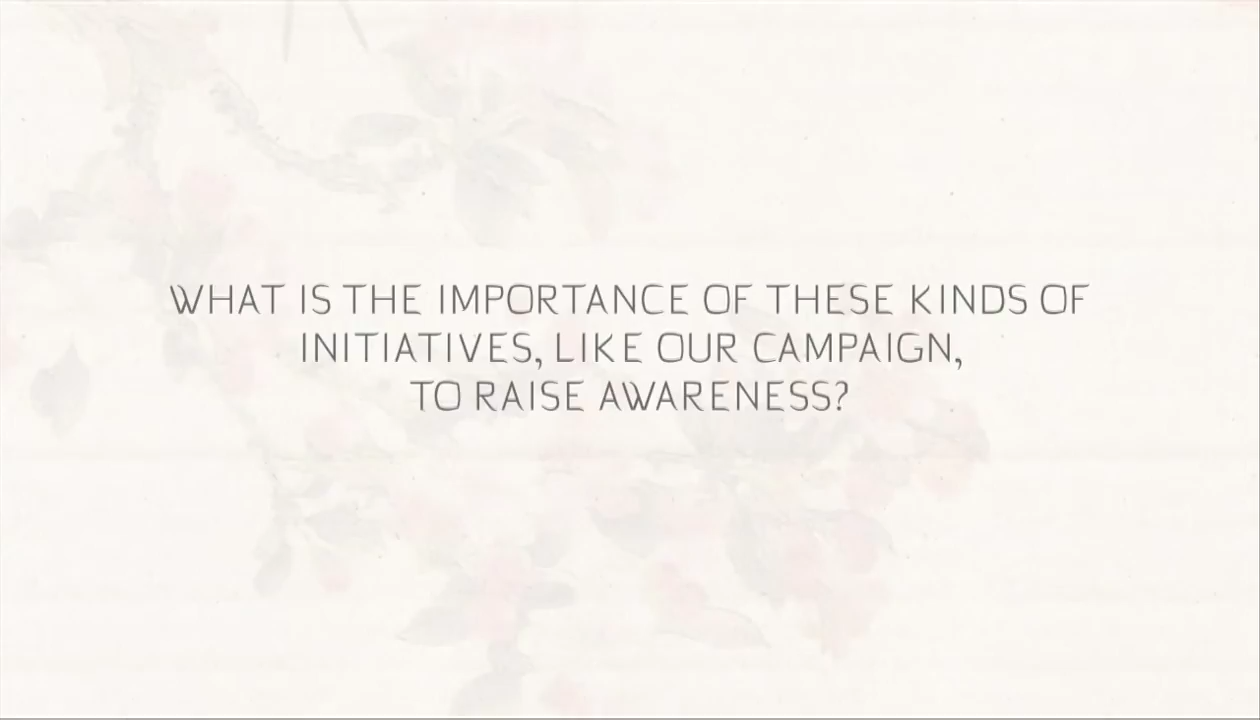 WHAT IS THE IMPORTANCE OF THESE KINDS OF
INITIATIVES, LIKE OUR CAMPAIGN,
TO RAISE AWARENESS?